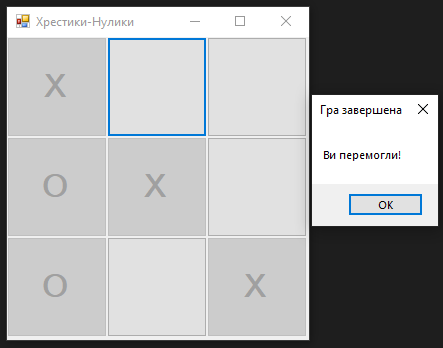 Хрестики-Нулики
X
O X
O X
Гра завершена
Ви перемогли!
OK